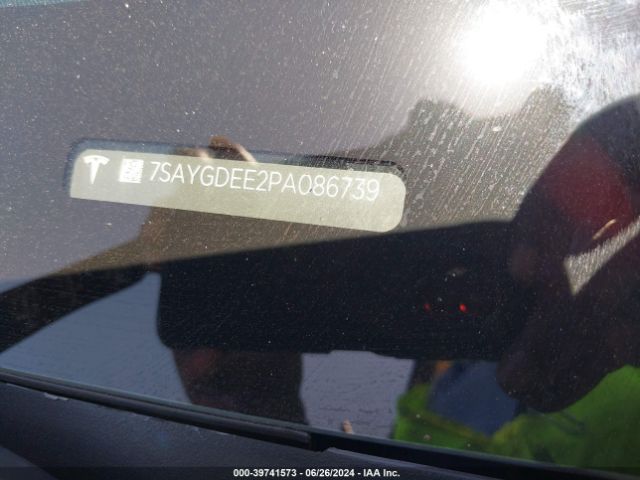 7SAYGDEE2PA086739
000-39741573 | 06/26/2024 | IAA Inc.